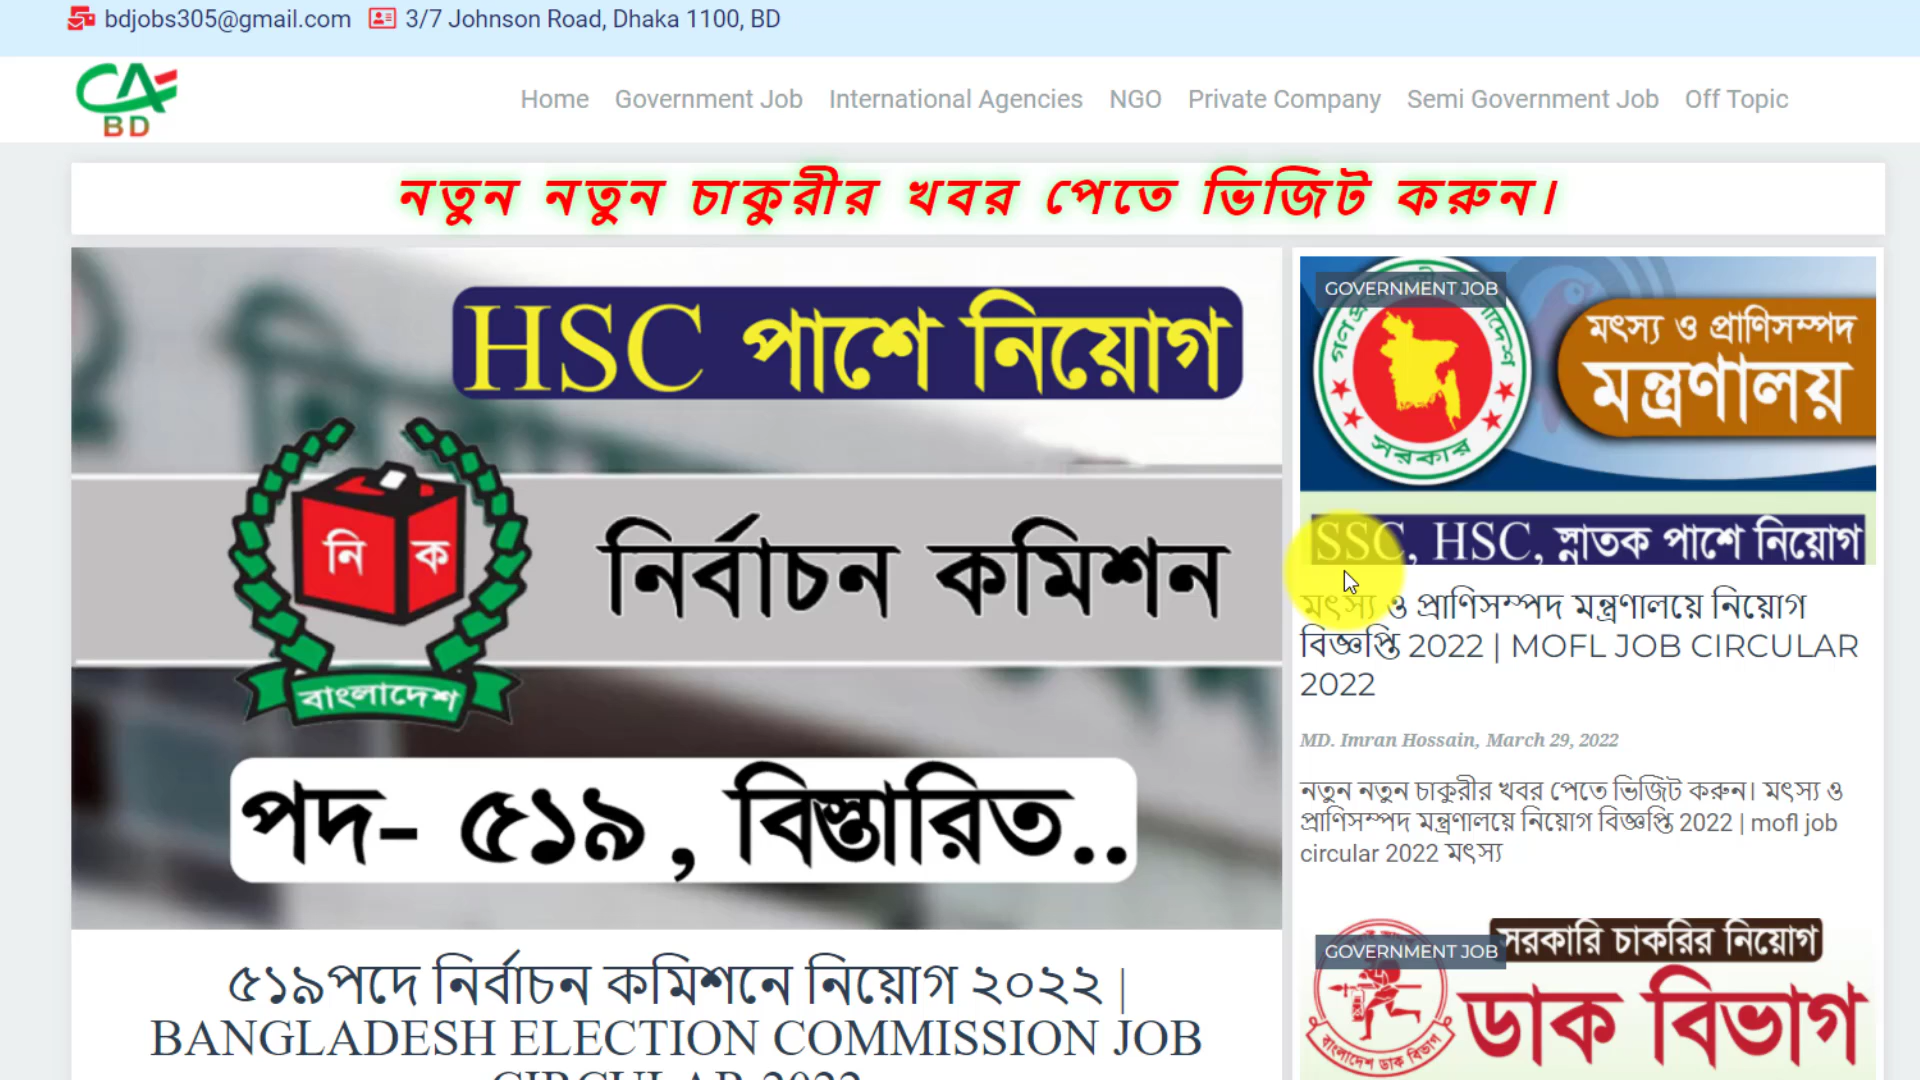 bdjobs305@gmail.com 3/7 Johnson Road, Dhaka 1100, BD
CA
BD
Home Government Job International Agencies NGO Private Company Semi Government Job Off Topic
নতুন নতুন চাকুরীর খবর পেতে ভিজিট করুন।
HSC পাশে নিয়োগ
নি ক
নির্বাচন কমিশন
বাংলাদেশ
পদ- ৫১৯, বিস্তারিত..
৫১৯পদে নির্বাচন কমিশনে নিয়োগ ২০২২ |
BANGLADESH ELECTION COMMISSION JOB
CIRCULAR 2022
GOVERNMENT JOB
সরকার
মৎস্য ও প্রাণিসম্পদ
মন্ত্রণালয়
SSC, HSC, স্নাতক পাশে নিয়োগ
মৎস্য ও প্রাণিসম্পদ মন্ত্রণালয়ে নিয়োগ
বিজ্ঞপ্তি 2022 | MOFL JOB CIRCULAR
2022
MD. Imran Hossain, March 29, 2022
নতুন নতুন চাকুরীর খবর পেতে ভিজিট করুন। মৎস্য ও
প্রাণিসম্পদ মন্ত্রণালয়ে নিয়োগ বিজ্ঞপ্তি 2022 | mofl job
circular 2022 মৎস্য
GOVERNMENT JOB
সরকারি চাকরির নিয়োগ
ডাক বিভাগ
বাংলাদেশ ডাক বিভাগ